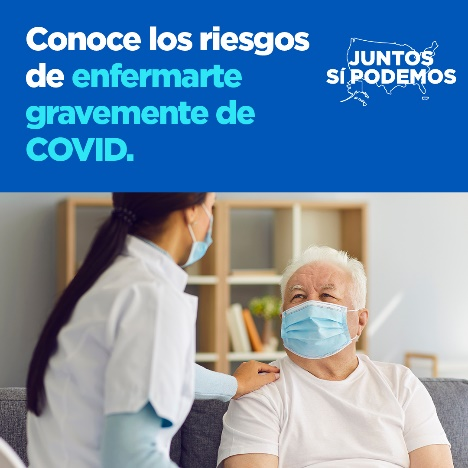 Conoce los riesgos
de enfermarte
gravemente de
COVID.
JUNTOS
SÍ PODEMOS